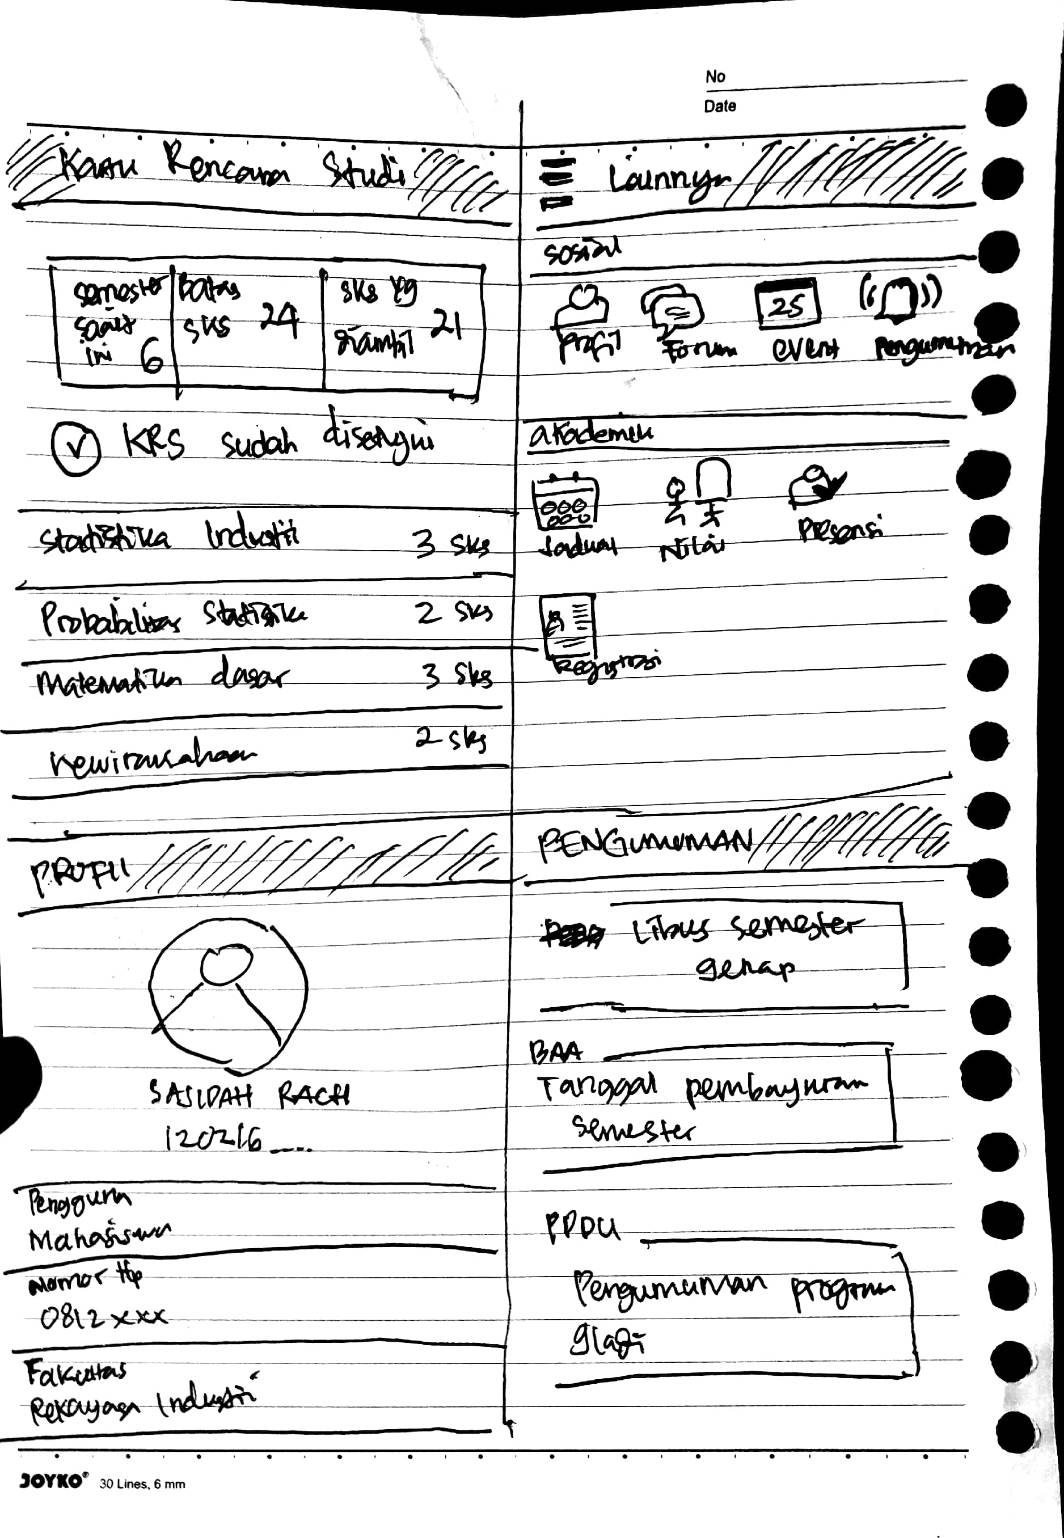 No
Date
Kartu Rencana Studi
semester
saat
ini 6
Batas
SKS 24
SKS yg
diambil 21
KRS sudah disetujui
Statistika Industri 3 SKS
Probabilitas Statistika 2 SKS
Matematika dasar 3 SKS
Kewirausahaan 2 SKS
Lainnya
Sosial
Profil
Forum
25
event
Pengumuman
akademik
Jadwal
Nilai
Presensi
Registrasi
PROFIL
SAJIDAH RACH
120216....
Pengguna
Mahasiswa
Nomor Hp
0812xxx
Fakultas
Rekayasa Industri
PENGUMUMAN
Libur semester
genap
BAA
Tanggal pembayaran
semester
PPDU
Pengumuman program
gladi
JOYKO® 30 Lines, 6 mm